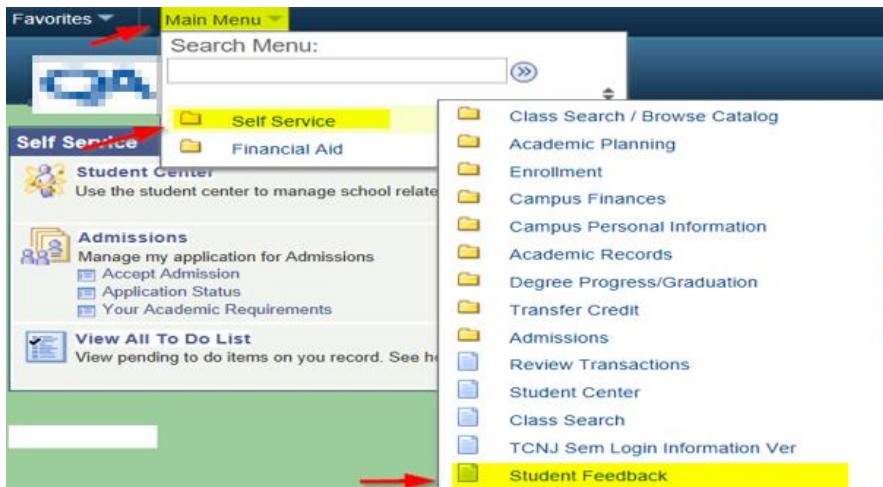 Favorites
Main Menu
Search Menu:
QA
Self Service
Financial Aid
Self Service
Student Center
Use the student center to manage school relate
Admissions
Manage my application for Admissions
Accept Admission
Application Status
Your Academic Requirements
View All To Do List
View pending to do items on you record. See h
Class Search / Browse Catalog
Academic Planning
Enrollment
Campus Finances
Campus Personal Information
Academic Records
Degree Progress/Graduation
Transfer Credit
Admissions
Review Transactions
Student Center
Class Search
TCNJ Sem Login Information Ver
Student Feedback